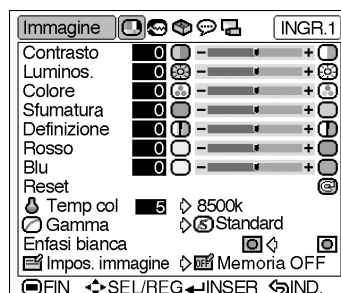 Immagine INGR.1
Contrasto 0 - +
Luminos. 0 - +
Colore 0 - +
Sfumatura 0 - +
Definizione 0 - +
Rosso 0 - +
Blu 0 - +
Reset
Temp col 5 8500k
Gamma S Standard
Enfasi bianca
Impos. immagine OFF Memoria OFF
FIN SEL/REG INSER IND.